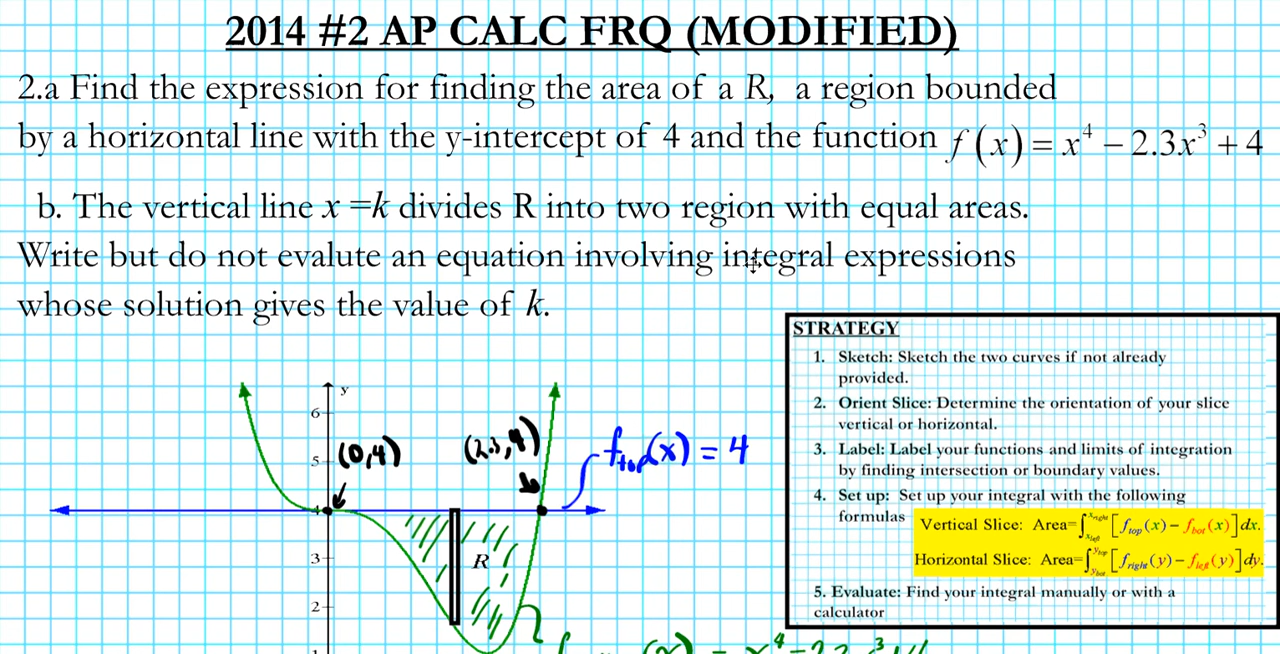 2014 #2 AP CALC FRQ (MODIFIED)
2.a Find the expression for finding the area of a R, a region bounded
by a horizontal line with the y-intercept of 4 and the function f(x) = x⁴ − 2.3x³ + 4
b. The vertical line x =k divides R into two region with equal areas.
Write but do not evalute an equation involving integral expressions
whose solution gives the value of k.
STRATEGY
1. Sketch: Sketch the two curves if not already
provided.
2. Orient Slice: Determine the orientation of your slice
vertical or horizontal.
3. Label: Label your functions and limits of integration
by finding intersection or boundary values.
4. Set up: Set up your integral with the following
formulas
Vertical Slice: Area=∫_{x_left}^{x_right} [f_top(x) − f_bot(x)]dx.
Horizontal Slice: Area=∫_{y_bot}^{y_top} [f_right(y) − f_left(y)]dy.
5. Evaluate: Find your integral manually or with a
calculator
y
6
5
4
3
2
(0,4)
(2.3,4)
f_top(x) = 4
R